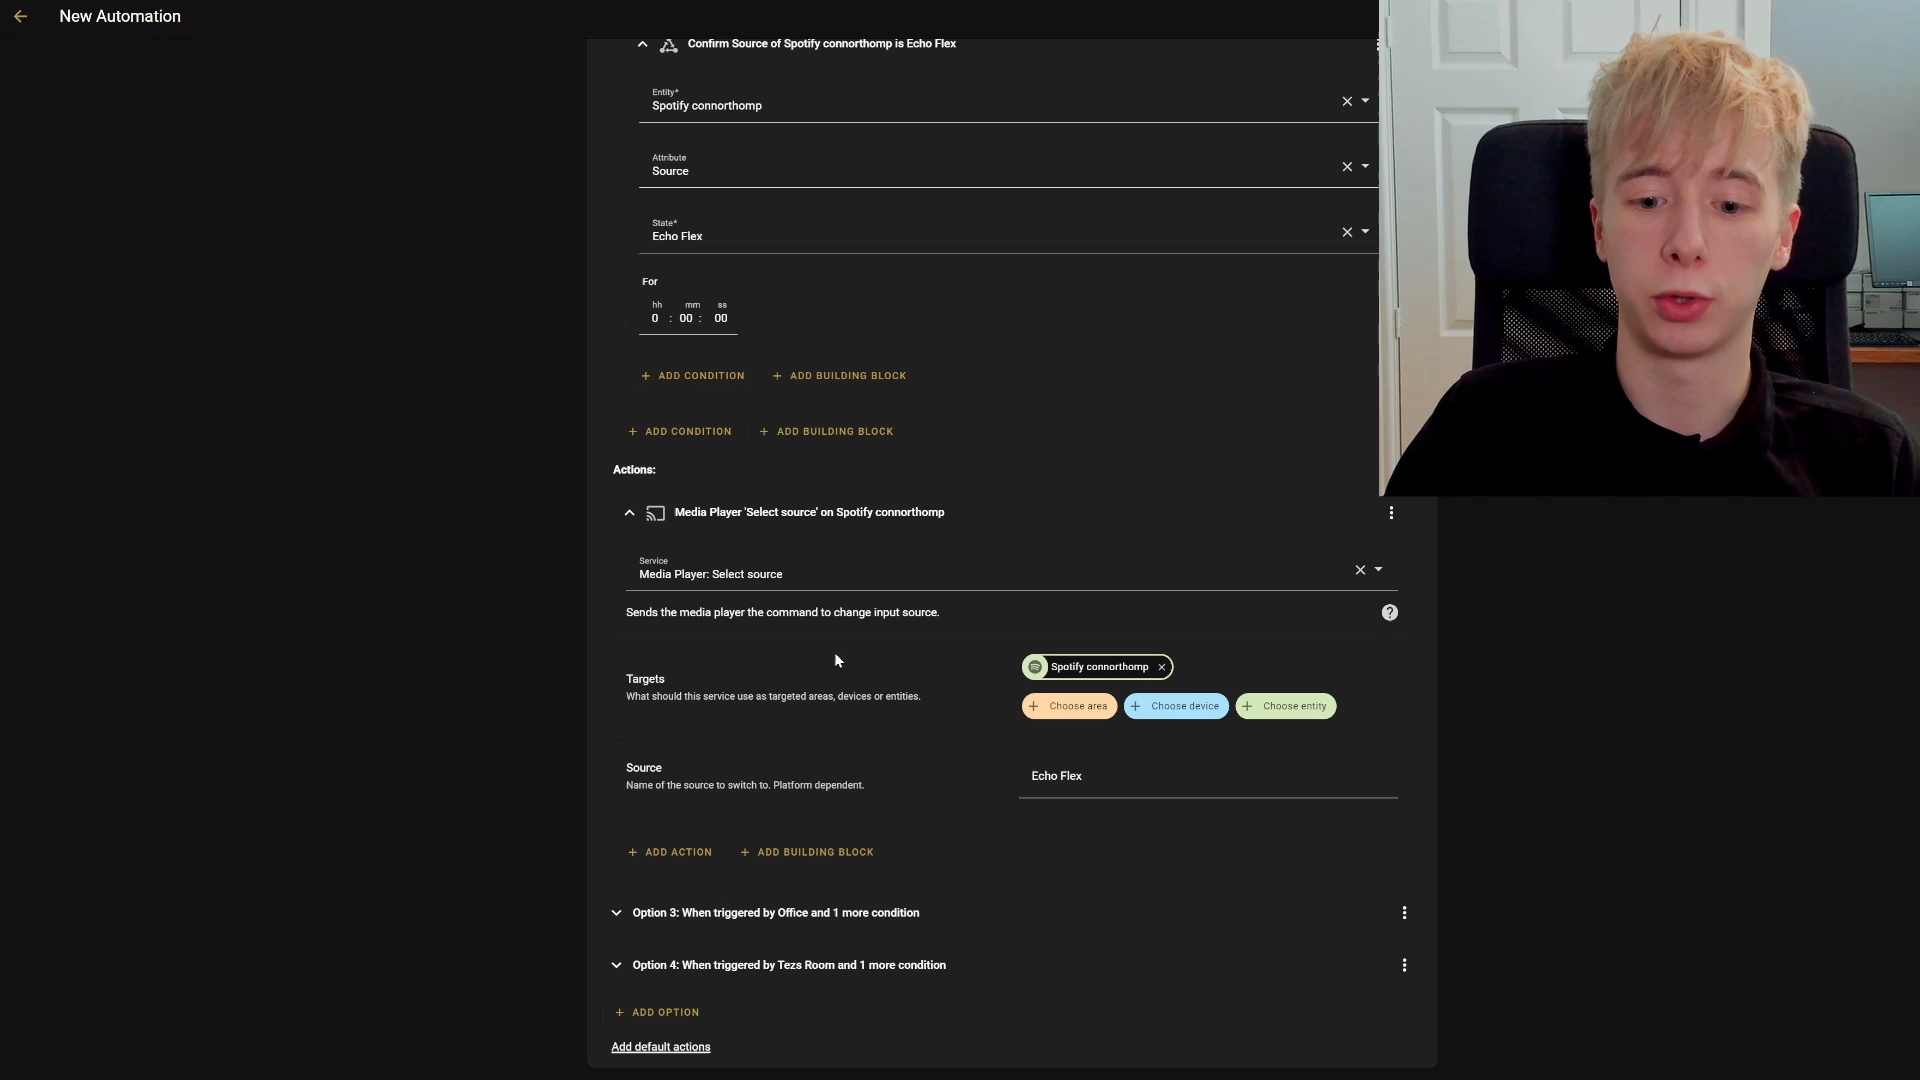 New Automation
Confirm Source of Spotify connorthomp is Echo Flex
Entity*
Spotify connorthomp
Attribute
Source
State*
Echo Flex
For
hh mm ss
0 : 00 : 00
+ ADD CONDITION + ADD BUILDING BLOCK
+ ADD CONDITION + ADD BUILDING BLOCK
Actions:
Media Player 'Select source' on Spotify connorthomp
Service
Media Player: Select source
Sends the media player the command to change input source.
Targets
What should this service use as targeted areas, devices or entities.
Spotify connorthomp
+ Choose area + Choose device + Choose entity
Source
Name of the source to switch to. Platform dependent.
Echo Flex
+ ADD ACTION + ADD BUILDING BLOCK
Option 3: When triggered by Office and 1 more condition
Option 4: When triggered by Tezs Room and 1 more condition
+ ADD OPTION
Add default actions